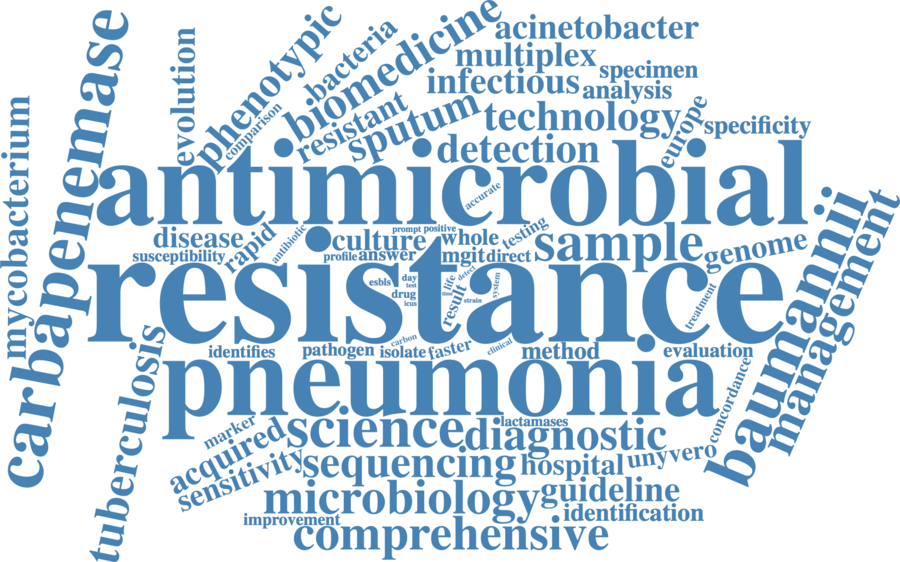 acinetobacter
multiplex
infectious
specimen
analysis
biomedicine
bacteria
phenotypic
comparison
evolution
resistant
sputum
technology
europe
specificity
detection
carbapenemase
mycobacterium
antimicrobial
accurate
disease
susceptibility
rapid
antibiotic
prompt
positive
culture
whole
testing
profile
answer
mgit
direct
sample
genome
baumannii
management
resistance
esbls
day
test
drug
icus
life
detect
result
strain
system
treatment
carbon
clinical
identifies
pathogen
isolate
faster
method
evaluation
pneumonia
tuberculosis
concordance
marker
acquired
sensitivity
science
lactamases
diagnostic
sequencing
hospital
unyvero
microbiology
guideline
improvement
identification
comprehensive